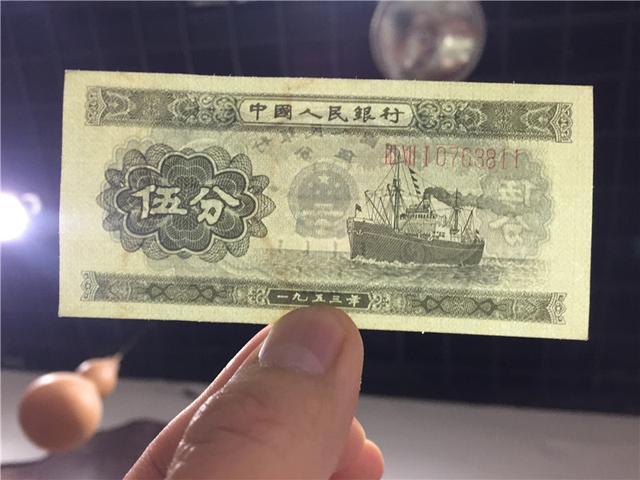 中國人民銀行
伍分
一九五三年